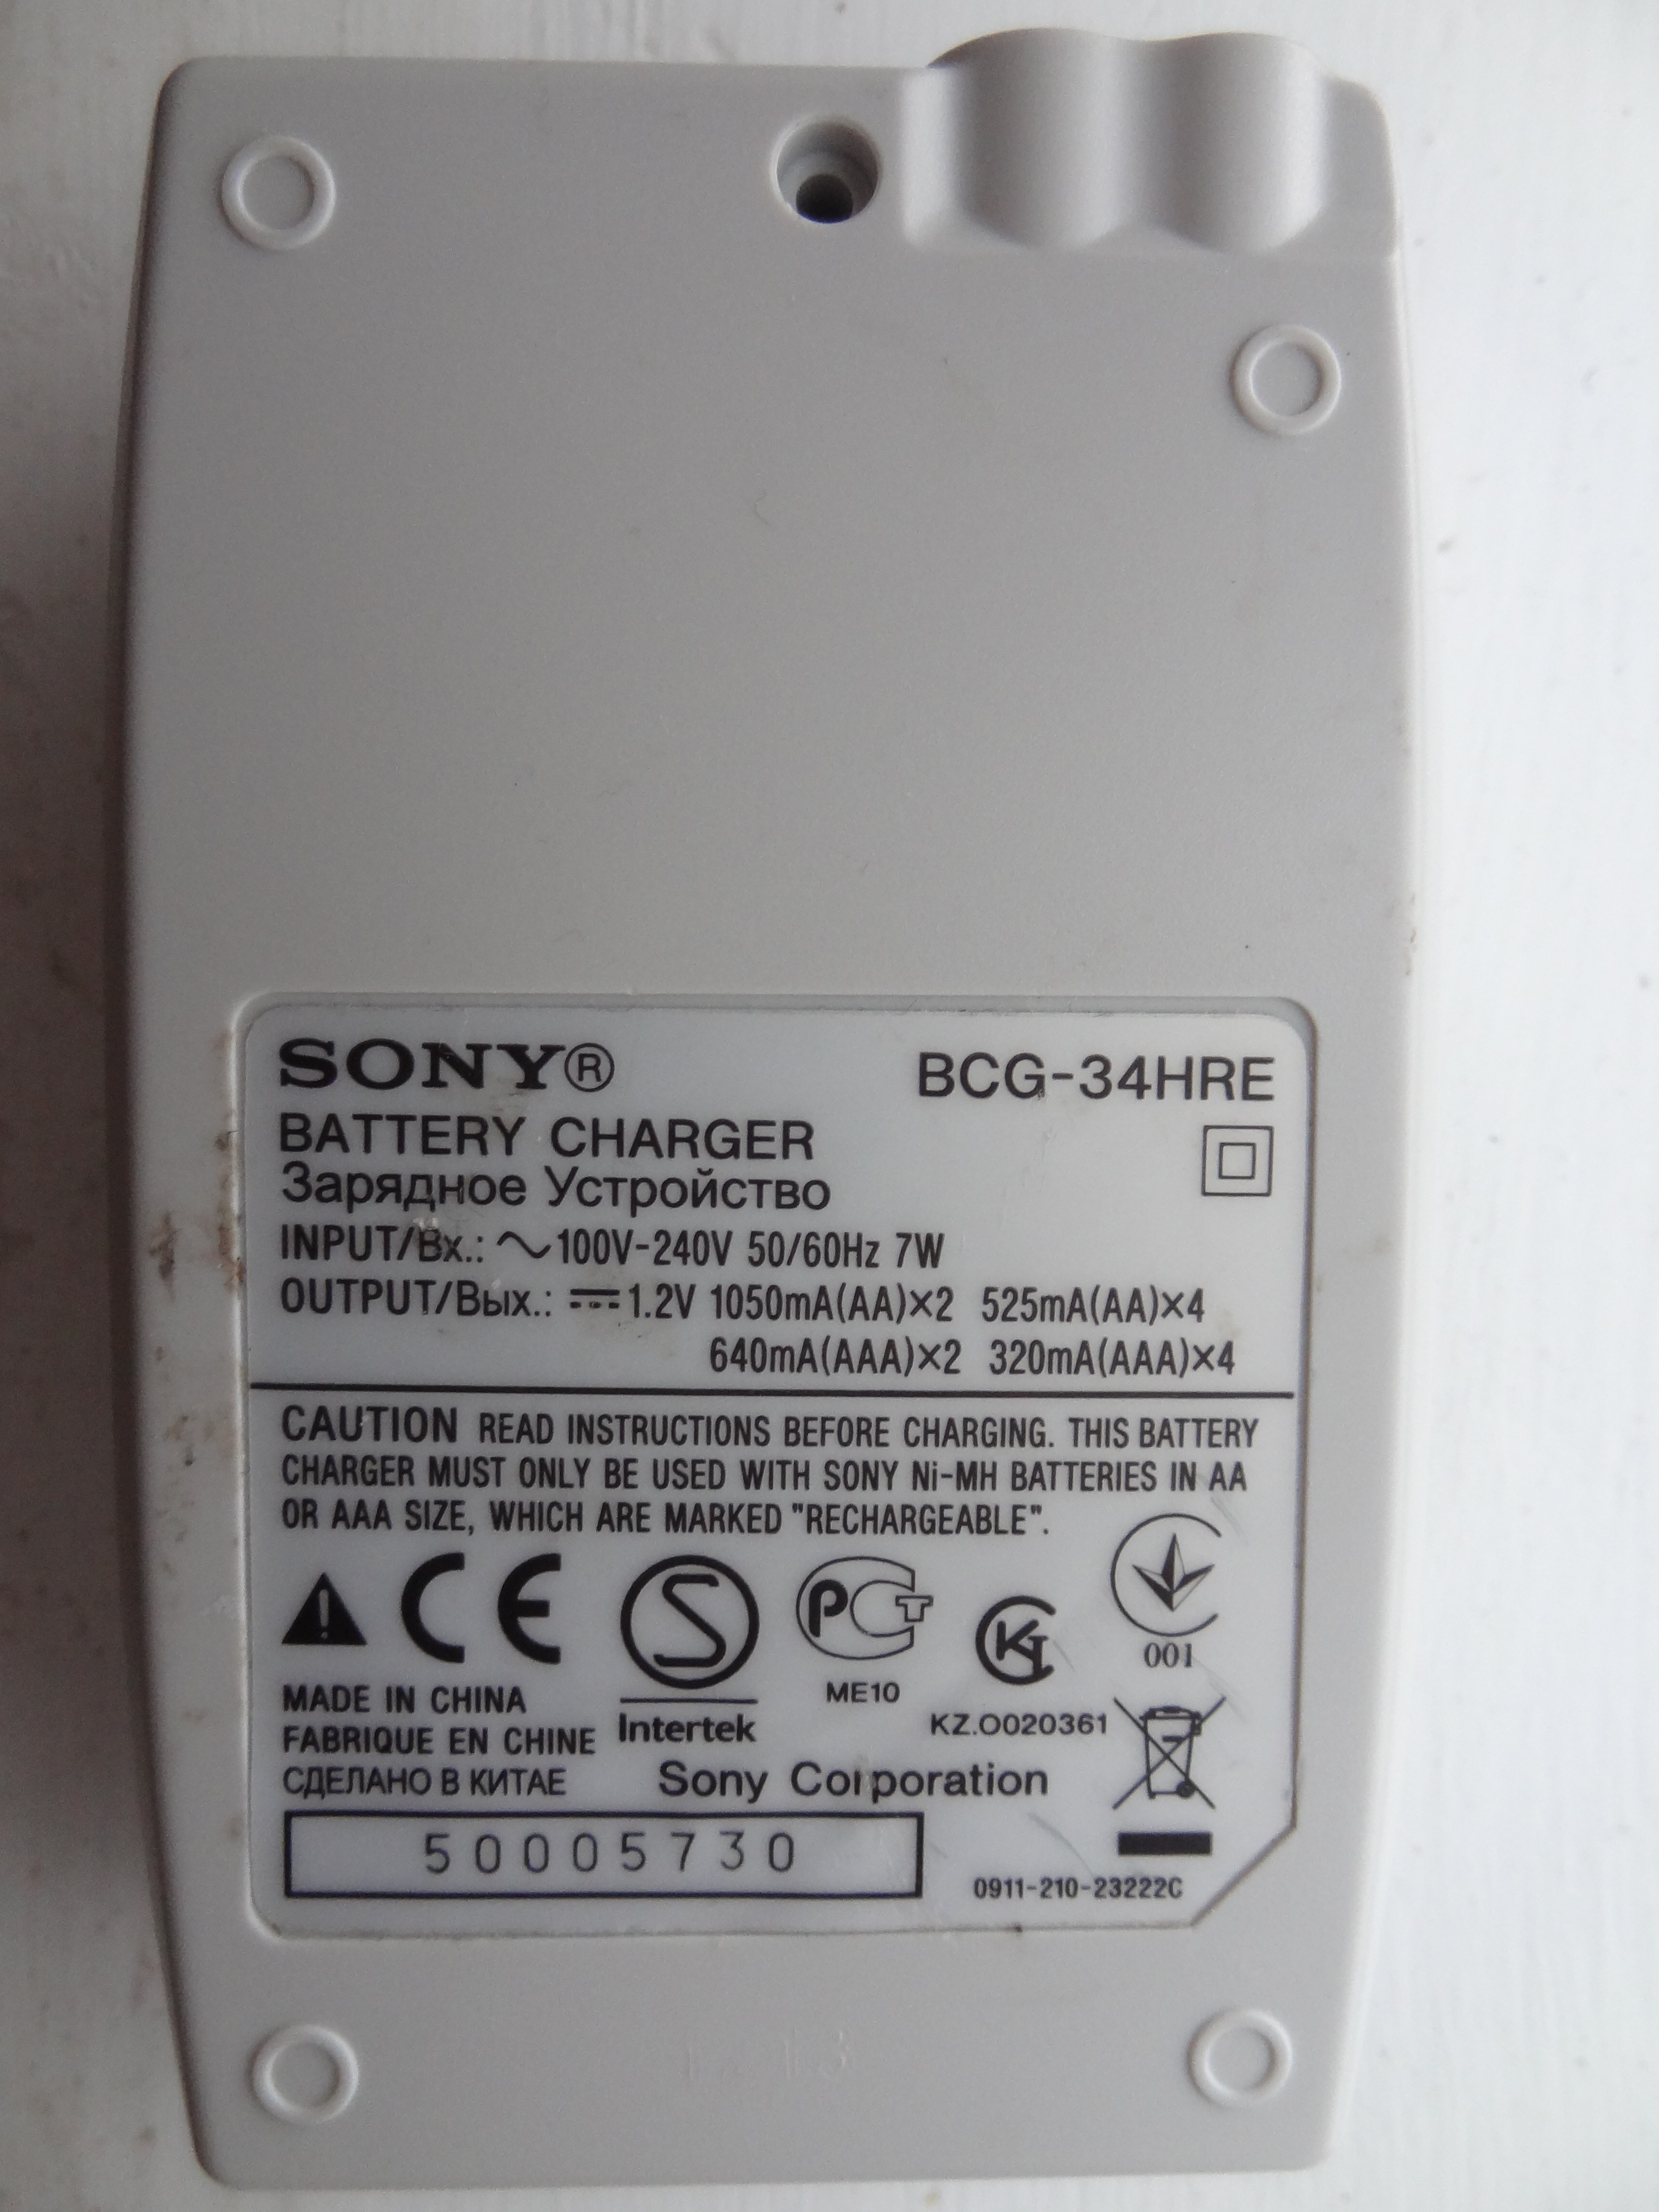 SONY® BCG-34HRE
BATTERY CHARGER
Зарядное Устройство
INPUT/Вх.: ~100V-240V 50/60Hz 7W
OUTPUT/Вых.: ⎓1.2V 1050mA(AA)×2 525mA(AA)×4
640mA(AAA)×2 320mA(AAA)×4
CAUTION READ INSTRUCTIONS BEFORE CHARGING. THIS BATTERY
CHARGER MUST ONLY BE USED WITH SONY Ni-MH BATTERIES IN AA
OR AAA SIZE, WHICH ARE MARKED "RECHARGEABLE".
CE S РСТ
001
ME10
KZ.O020361
Intertek
MADE IN CHINA
FABRIQUE EN CHINE
СДЕЛАНО В КИТАЕ
Sony Corporation
50005730
0911-210-23222C